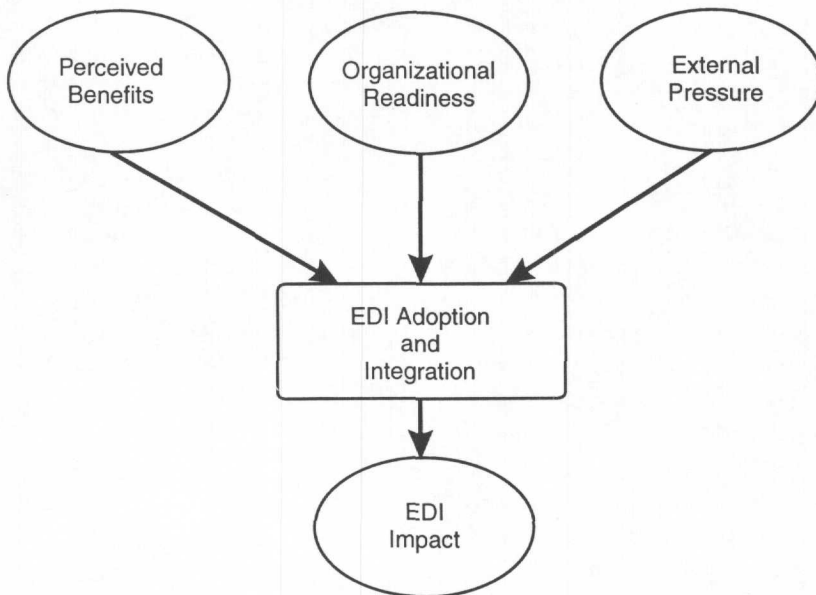 Perceived
Benefits
Organizational
Readiness
External
Pressure
EDI Adoption
and
Integration
EDI
Impact